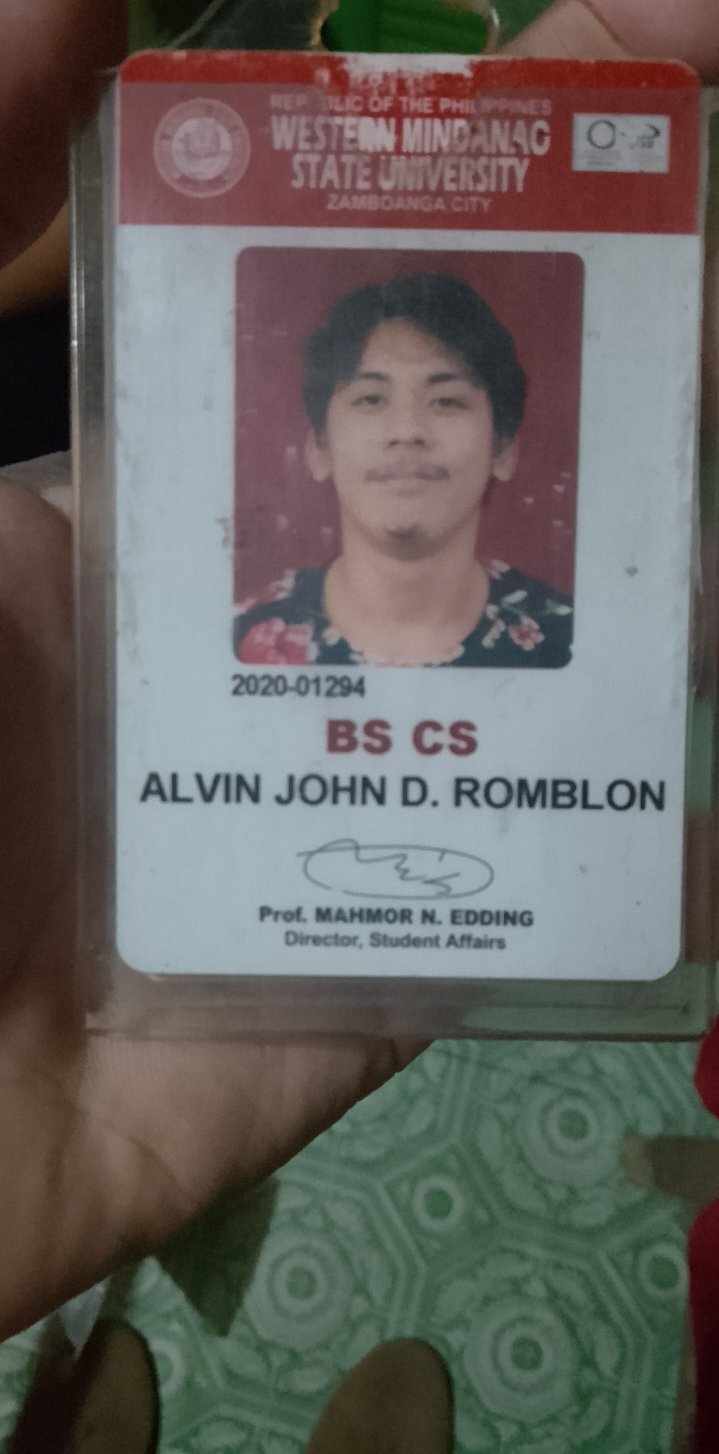 REPUBLIC OF THE PHILIPPINES
WESTERN MINDANAO
STATE UNIVERSITY
ZAMBOANGA CITY
2020-01294
BS CS
ALVIN JOHN D. ROMBLON
Prof. MAHMOR N. EDDING
Director, Student Affairs